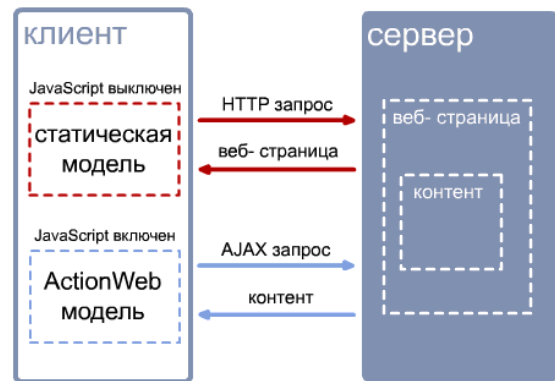 клиент
JavaScript выключен
статическая
модель
JavaScript включен
ActionWeb
модель
HTTP запрос
веб- страница
AJAX запрос
контент
сервер
веб- страница
контент